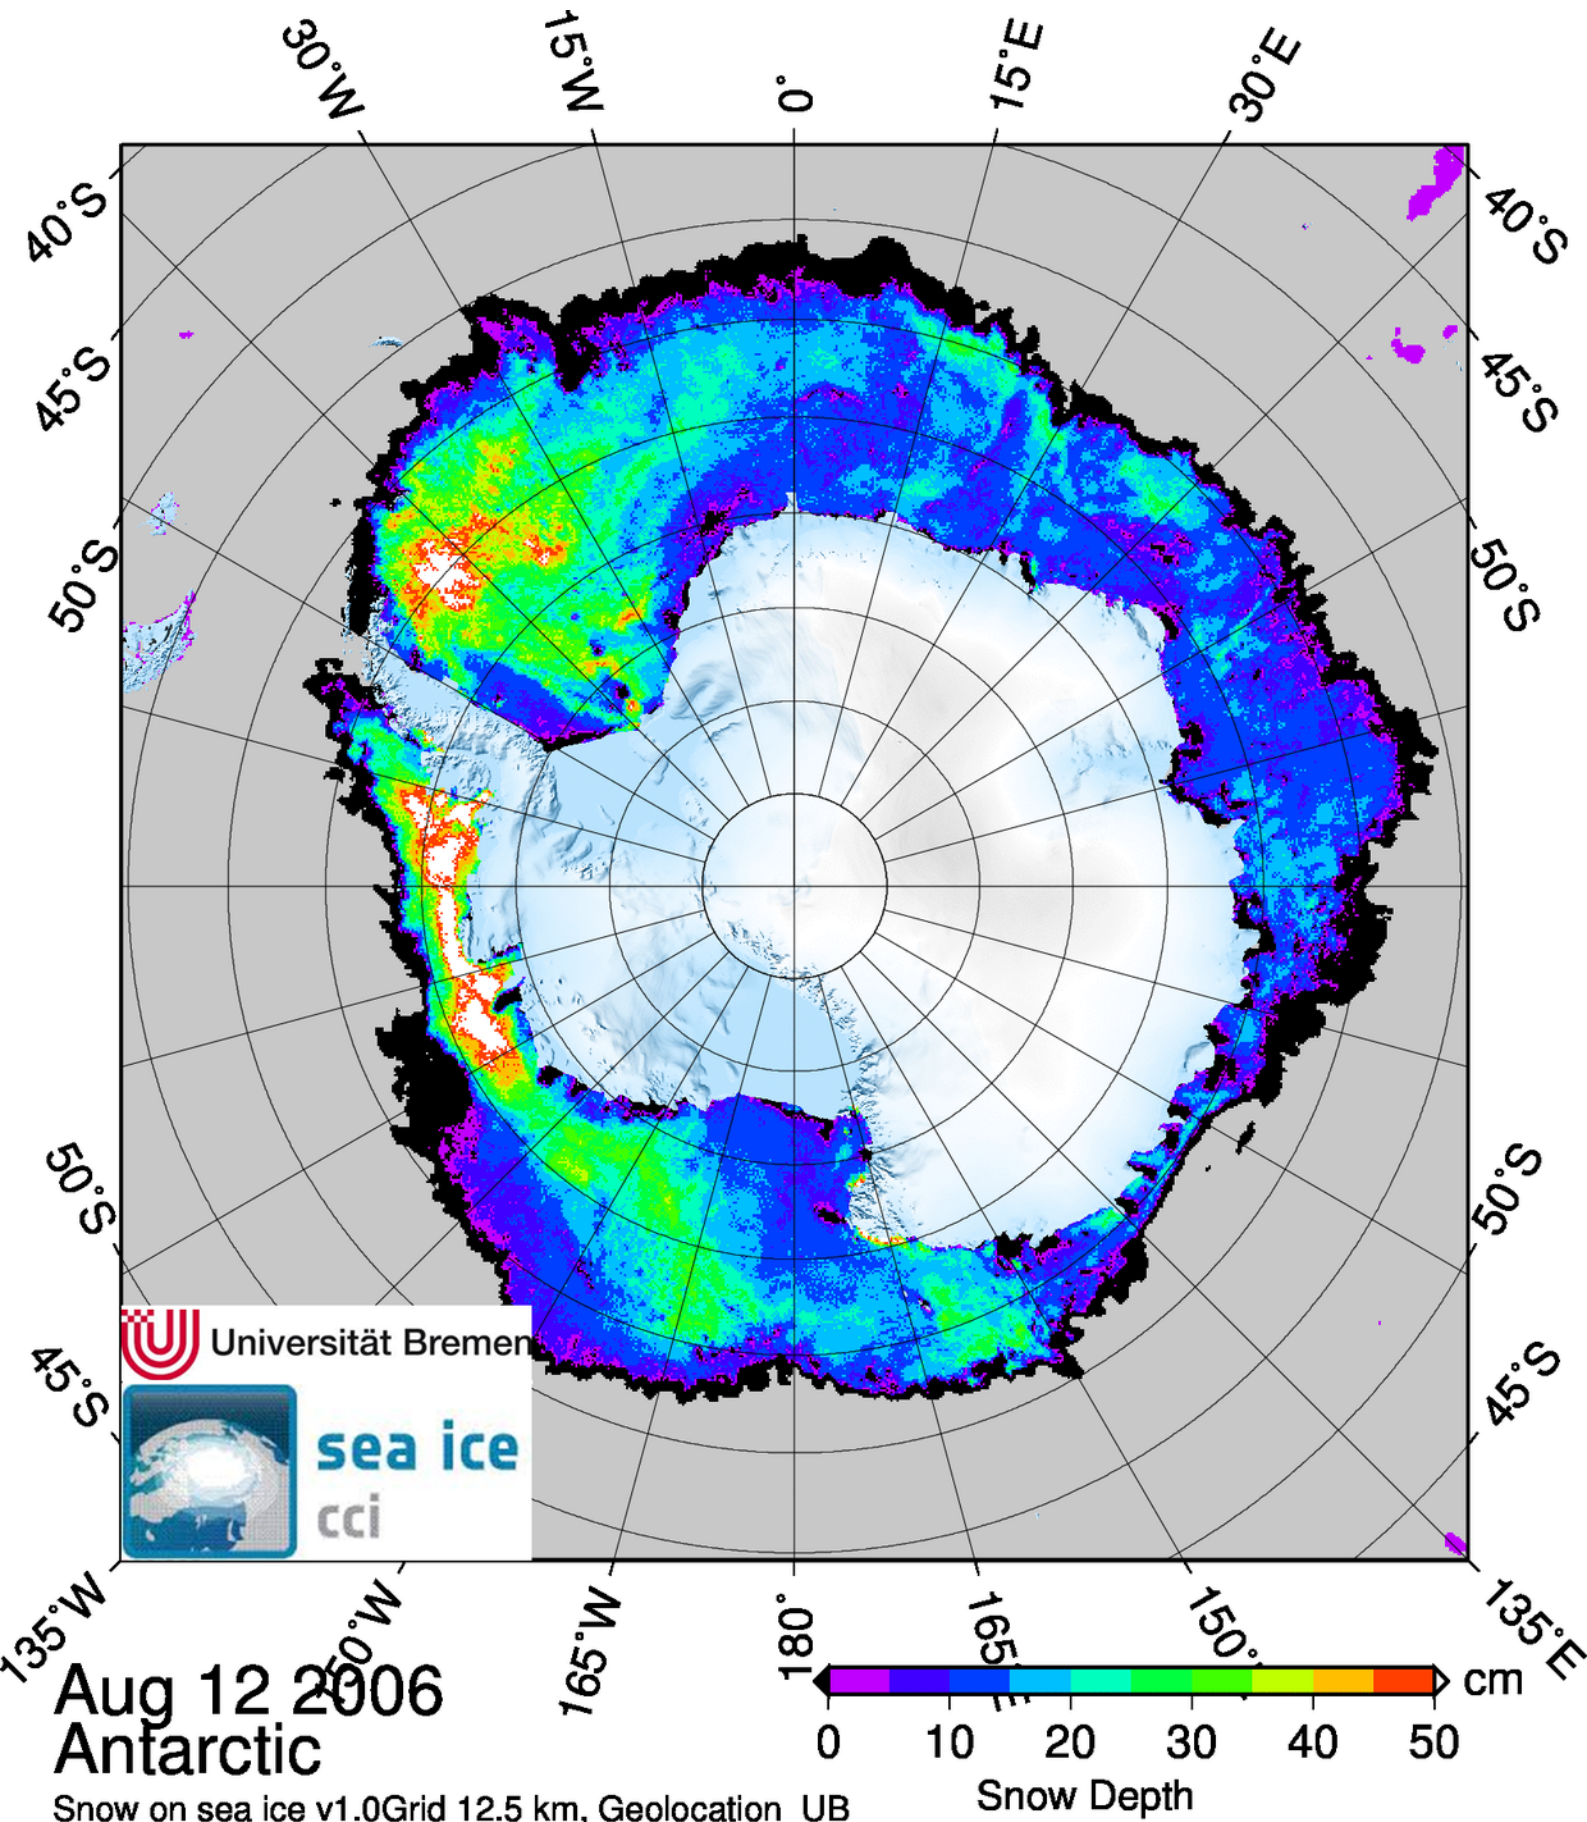 30°W 15°W 0° 15°E 30°E
40°S 40°S
45°S 45°S
50°S 50°S
50°S 50°S
45°S 45°S
Universität Bremen
sea ice
cci
135°W 165°W 180° 165° 150° 135°E
Aug 12 2006
Antarctic
Snow on sea ice v1.0Grid 12.5 km, Geolocation UB
cm
0 10 20 30 40 50
Snow Depth